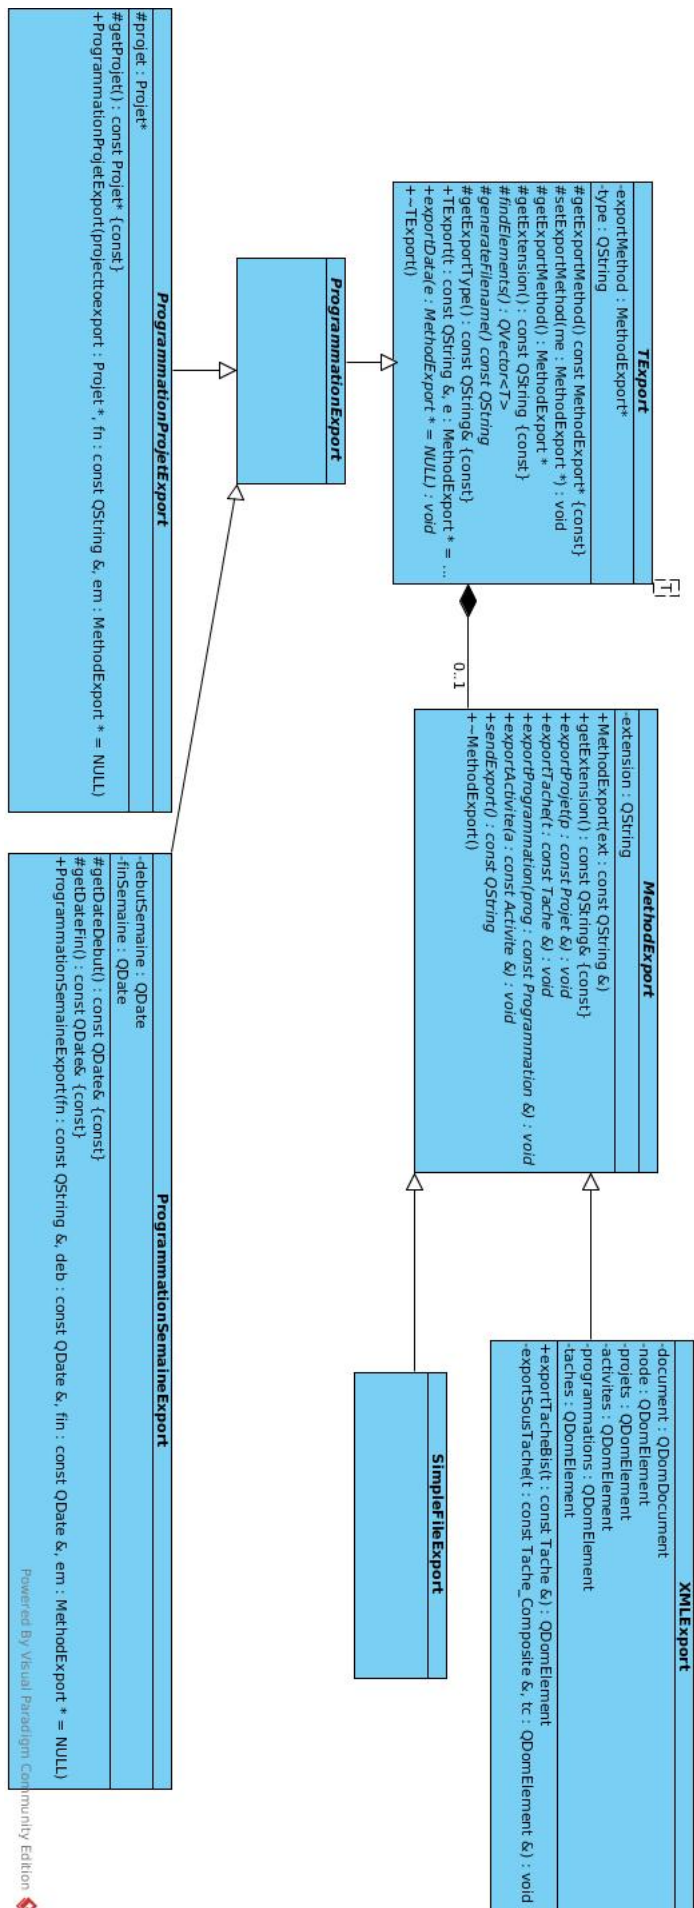 TExport
T
-exportMethod : MethodExport*
-type : QString
#getExportMethod() const MethodExport* {const}
#setExportMethod(me : MethodExport *) : void
#getExportMethod() : MethodExport *
#getExtension() : const QString {const}
#findElements() : QVector<T>
#generateFilename() const QString
#getExportType() : const QString& {const}
+TExport(t : const QString &, e : MethodExport * = ...
+exportData(e : MethodExport * = NULL) : void
+~TExport()
0..1
MethodExport
-extension : QString
+MethodExport(ext : const QString &)
+getExtension() : const QString& {const}
+exportProjet(p : const Projet &) : void
+exportTache(t : const Tache &) : void
+exportProgrammation(prog : const Programmation &) : void
+exportActivite(a : const Activite &) : void
+sendExport() : const QString
+~MethodExport()
XMLExport
-document : QDomDocument
-node : QDomElement
-projets : QDomElement
-activites : QDomElement
-programmations : QDomElement
-taches : QDomElement
+exportTacheBis(t : const Tache &) : QDomElement
-exportSousTache(t : const Tache_Composite &, tc : QDomElement &) : void
SimpleFileExport
ProgrammationExport
ProgrammationProjetExport
#projet : Projet*
#getProjet() : const Projet* {const}
+ProgrammationProjetExport(projecttoexport : Projet *, fn : const QString &, em : MethodExport * = NULL)
ProgrammationSemaineExport
-debutSemaine : QDate
-finSemaine : QDate
#getDateDebut() : const QDate& {const}
#getDateFin() : const QDate& {const}
+ProgrammationSemaineExport(fn : const QString &, deb : const QDate &, fin : const QDate &, em : MethodExport * = NULL)
Powered By Visual Paradigm Community Edition